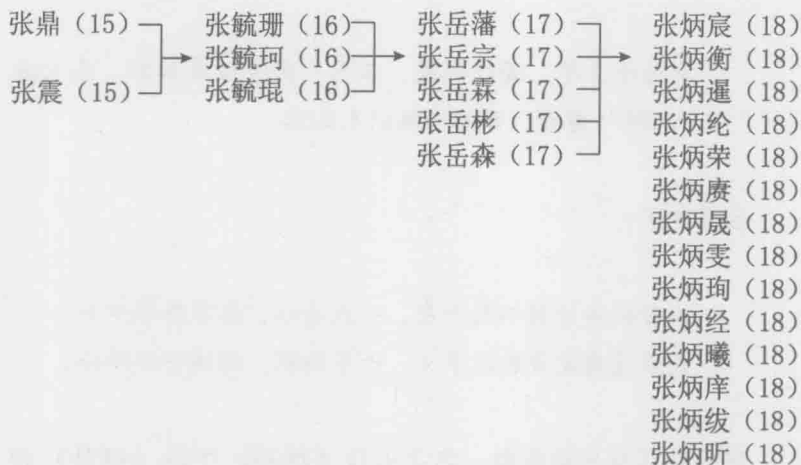 张鼎（15） 张毓珊（16） 张岳藩（17） 张炳宸（18）
张毓珂（16） 张岳宗（17） 张炳衡（18）
张震（15） 张毓琨（16） 张岳霖（17） 张炳暹（18）
张岳彬（17） 张炳纶（18）
张岳森（17） 张炳荣（18）
张炳赓（18）
张炳晟（18）
张炳雯（18）
张炳珣（18）
张炳经（18）
张炳曦（18）
张炳庠（18）
张炳绂（18）
张炳昕（18）